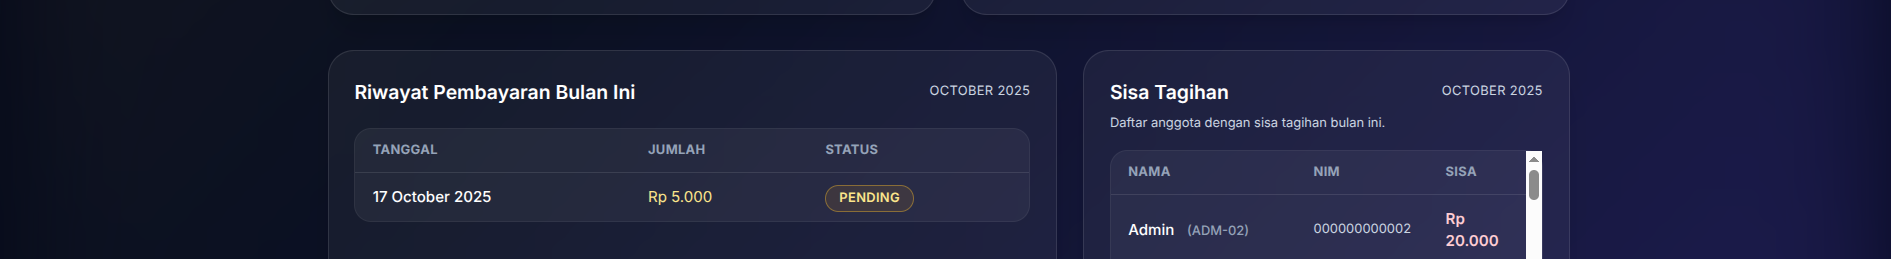 Riwayat Pembayaran Bulan Ini
OCTOBER 2025
TANGGAL JUMLAH STATUS
17 October 2025 Rp 5.000 PENDING
Sisa Tagihan
OCTOBER 2025
Daftar anggota dengan sisa tagihan bulan ini.
NAMA NIM SISA
Admin (ADM-02) 000000000002 Rp
20.000